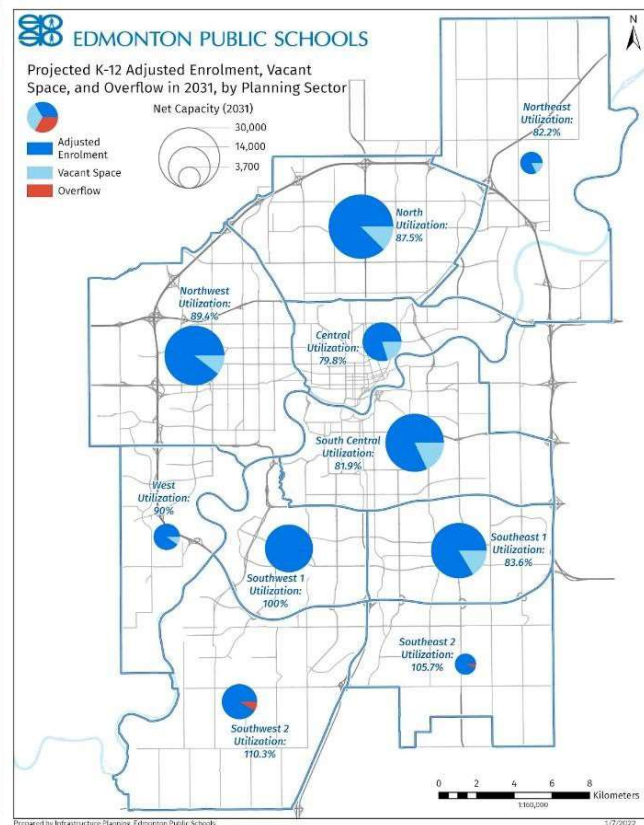 EDMONTON PUBLIC SCHOOLS
Projected K-12 Adjusted Enrolment, Vacant
Space, and Overflow in 2031, by Planning Sector
Adjusted
Enrolment
Vacant Space
Overflow
Net Capacity (2031)
30,000
14,000
3,700
N
Northeast
Utilization:
82.2%
North
Utilization:
87.5%
Northwest
Utilization:
89.4%
Central
Utilization:
79.8%
South Central
Utilization:
81.9%
West
Utilization:
90%
Southwest 1
Utilization:
100%
Southeast 1
Utilization:
83.6%
Southeast 2
Utilization:
105.7%
Southwest 2
Utilization:
110.3%
0 2 4 6 8
Kilometers
1:160,000
Prepared by Infrastructure Planning, Edmonton Public Schools
1/7/2022